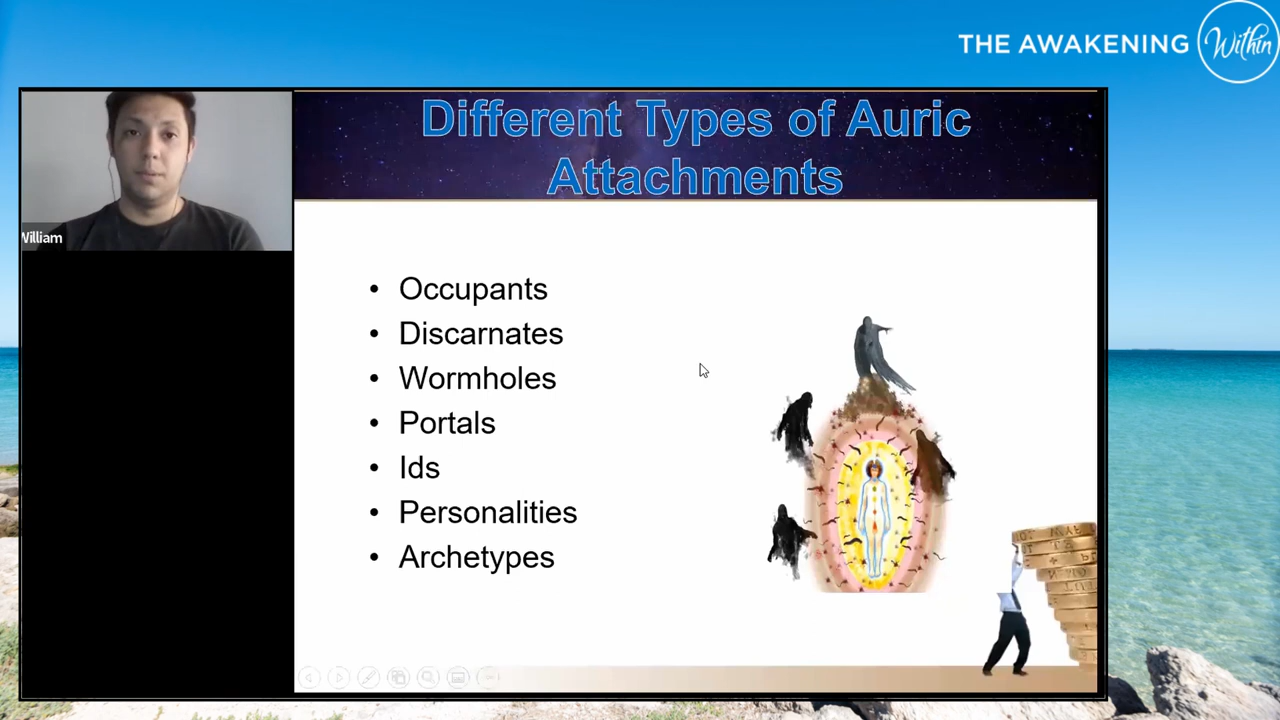 THE AWAKENING Within
Different Types of Auric
Attachments
William
• Occupants
• Discarnates
• Wormholes
• Portals
• Ids
• Personalities
• Archetypes